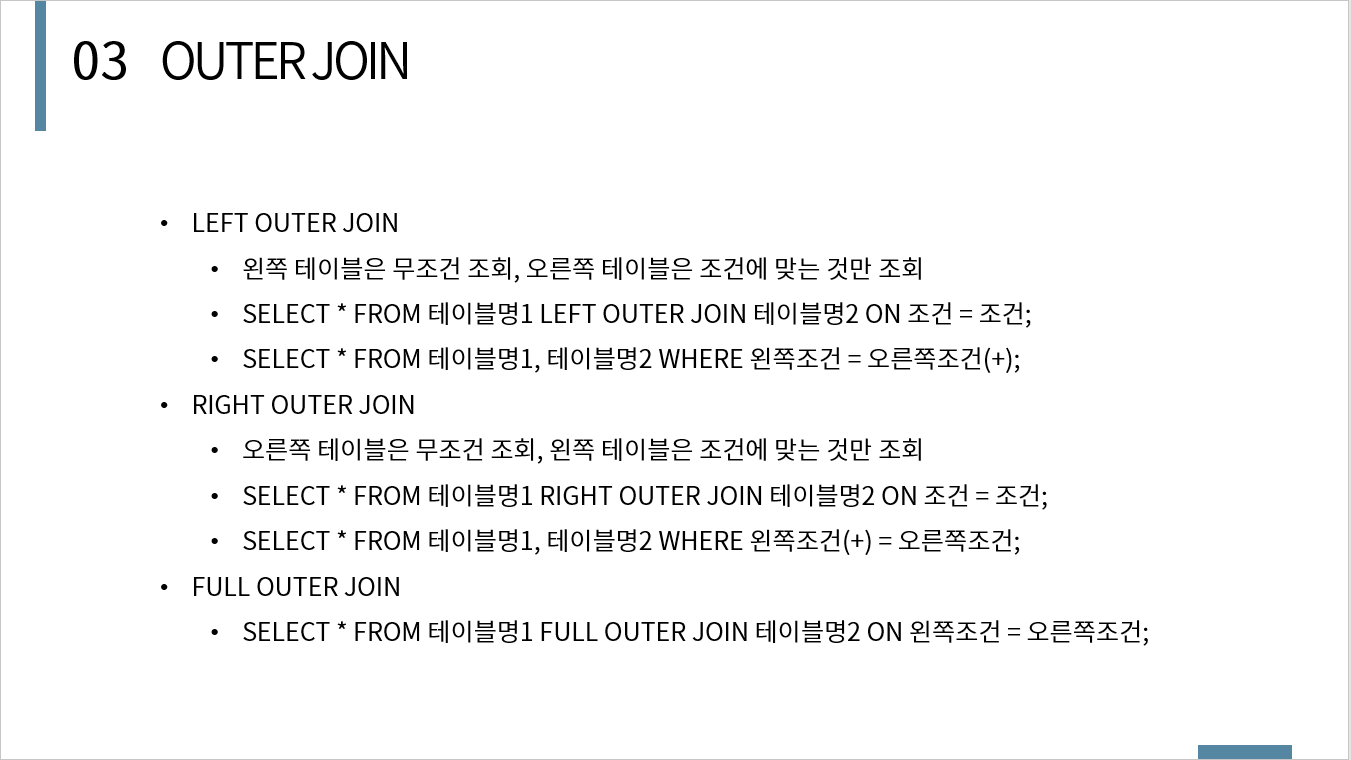 03 OUTER JOIN
• LEFT OUTER JOIN
• 왼쪽 테이블은 무조건 조회, 오른쪽 테이블은 조건에 맞는 것만 조회
• SELECT * FROM 테이블명1 LEFT OUTER JOIN 테이블명2 ON 조건 = 조건;
• SELECT * FROM 테이블명1, 테이블명2 WHERE 왼쪽조건 = 오른쪽조건(+);
• RIGHT OUTER JOIN
• 오른쪽 테이블은 무조건 조회, 왼쪽 테이블은 조건에 맞는 것만 조회
• SELECT * FROM 테이블명1 RIGHT OUTER JOIN 테이블명2 ON 조건 = 조건;
• SELECT * FROM 테이블명1, 테이블명2 WHERE 왼쪽조건(+) = 오른쪽조건;
• FULL OUTER JOIN
• SELECT * FROM 테이블명1 FULL OUTER JOIN 테이블명2 ON 왼쪽조건 = 오른쪽조건;